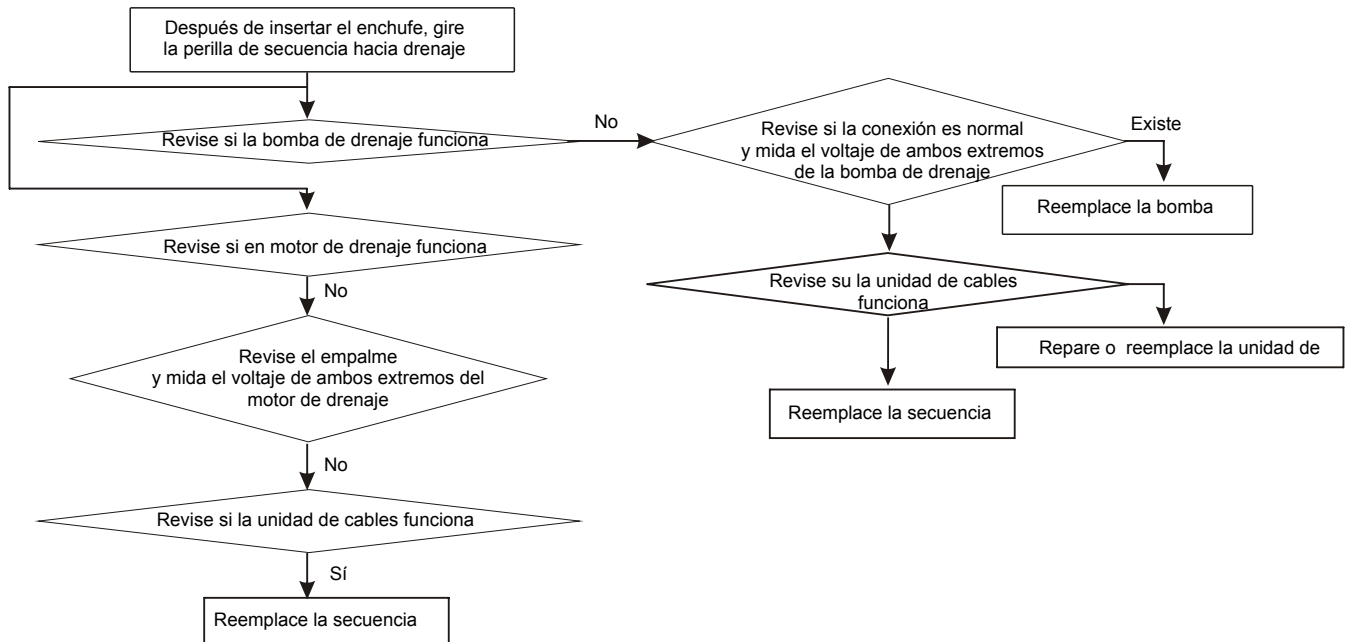 Después de insertar el enchufe, gire
la perilla de secuencia hacia drenaje
Revise si la bomba de drenaje funciona
No
Revise si la conexión es normal
y mida el voltaje de ambos extremos
de la bomba de drenaje
Existe
Reemplace la bomba
Revise si en motor de drenaje funciona
Revise su la unidad de cables
funciona
No
Repare o reemplace la unidad de
Revise el empalme
y mida el voltaje de ambos extremos del
motor de drenaje
Reemplace la secuencia
No
Revise si la unidad de cables funciona
Sí
Reemplace la secuencia